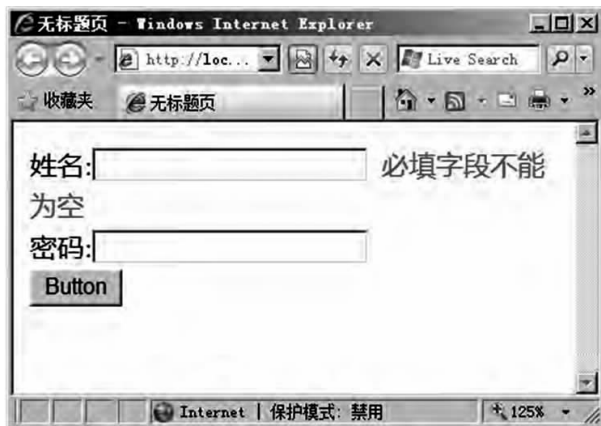 无标题页 - Windows Internet Explorer
http://loc... Live Search
收藏夹 无标题页 »
姓名: 必填字段不能
为空
密码:
Button
Internet | 保护模式: 禁用 125%